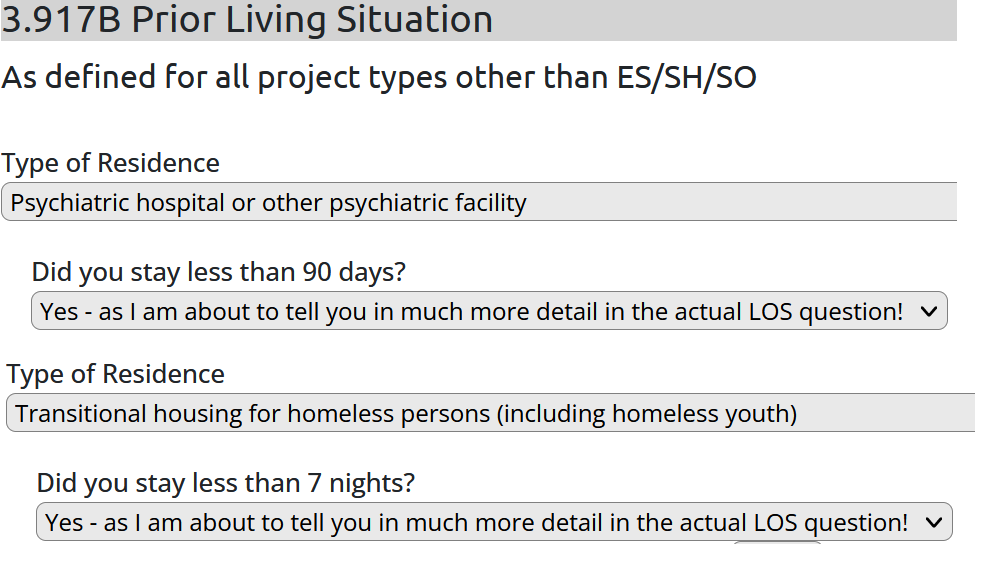 3.917B Prior Living Situation
As defined for all project types other than ES/SH/SO
Type of Residence
Psychiatric hospital or other psychiatric facility
Did you stay less than 90 days?
Yes - as I am about to tell you in much more detail in the actual LOS question!
Type of Residence
Transitional housing for homeless persons (including homeless youth)
Did you stay less than 7 nights?
Yes - as I am about to tell you in much more detail in the actual LOS question!